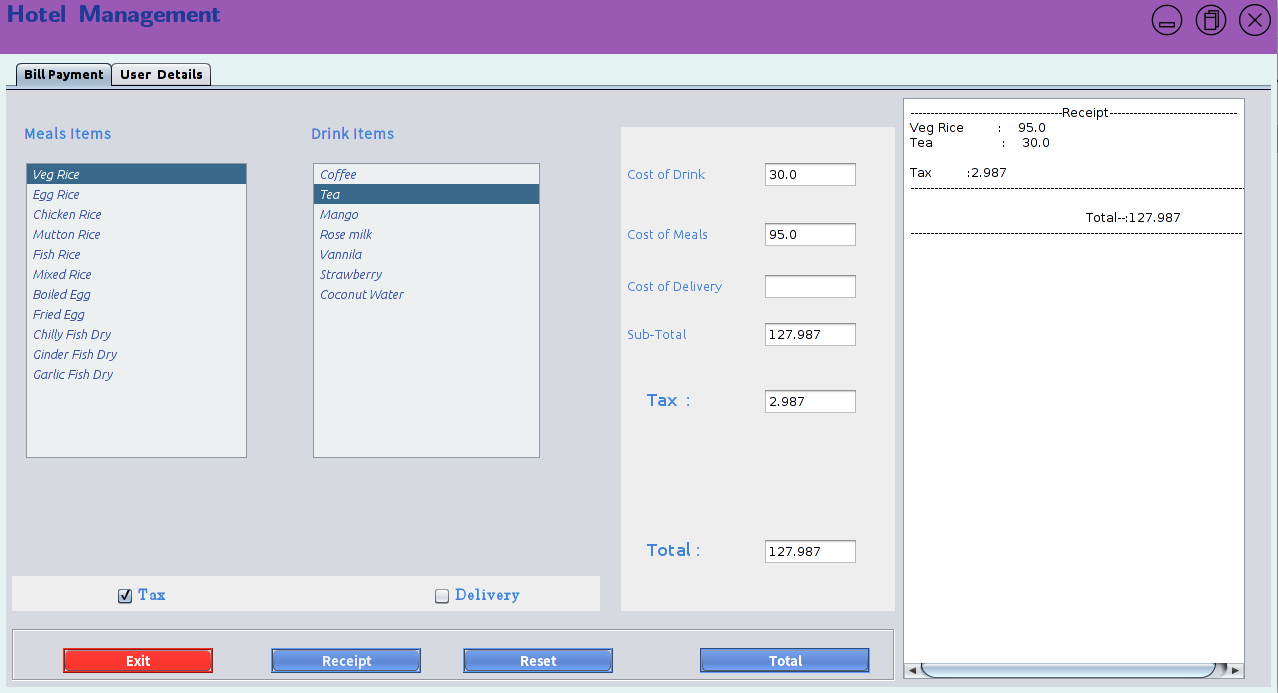 Hotel Management
Bill Payment
User Details
Meals Items
Veg Rice
Egg Rice
Chicken Rice
Mutton Rice
Fish Rice
Mixed Rice
Boiled Egg
Fried Egg
Chilly Fish Dry
Ginder Fish Dry
Garlic Fish Dry
Drink Items
Coffee
Tea
Mango
Rose milk
Vannila
Strawberry
Coconut Water
Cost of Drink 30.0
Cost of Meals 95.0
Cost of Delivery
Sub-Total 127.987
Tax : 2.987
Total : 127.987
Tax
Delivery
Exit
Receipt
Reset
Total
--------------------------------------Receipt--------------------------------
Veg Rice : 95.0
Tea : 30.0
Tax :2.987
------------------------------------------------------------------------------------
Total--:127.987
------------------------------------------------------------------------------------